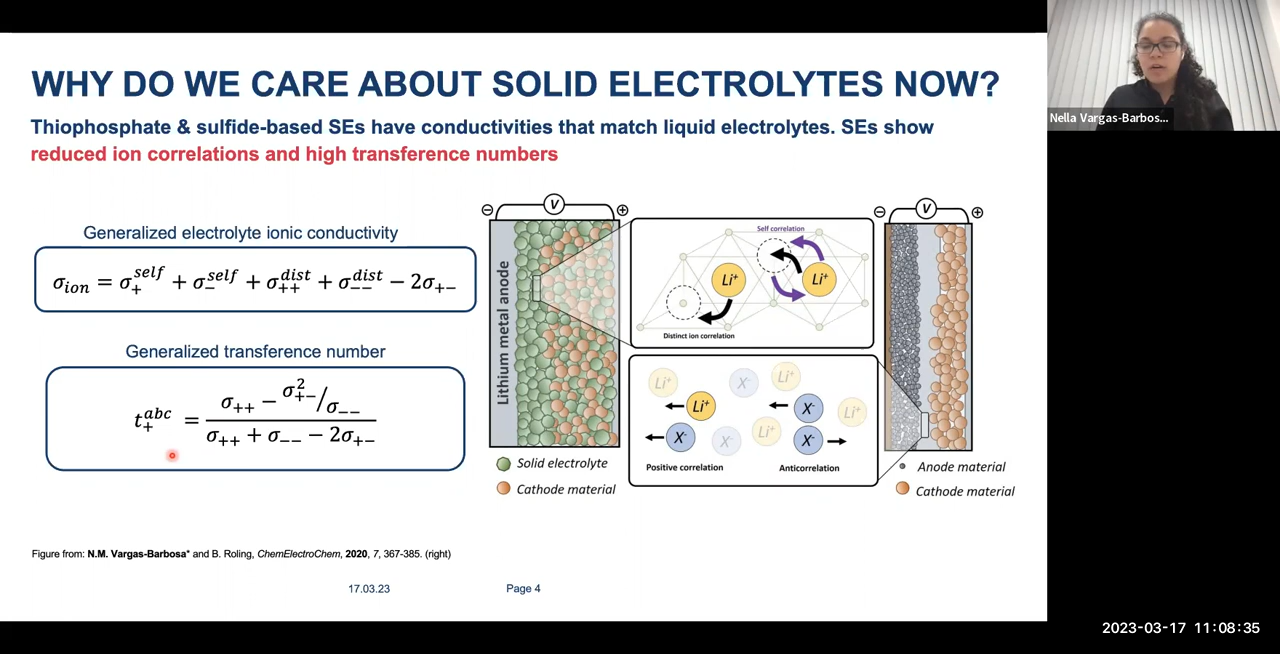 WHY DO WE CARE ABOUT SOLID ELECTROLYTES NOW?
Thiophosphate & sulfide-based SEs have conductivities that match liquid electrolytes. SEs show
reduced ion correlations and high transference numbers
Nella Vargas-Barbos...
Generalized electrolyte ionic conductivity
σ_ion = σ_+^self + σ_-^self + σ_++^dist + σ_--^dist − 2σ_+-
Generalized transference number
t_+^abc = (σ_++ − σ_+-^2/σ_--) / (σ_++ + σ_-- − 2σ_+-)
⊖ V ⊕
Lithium metal anode
Solid electrolyte
Cathode material
Self correlation
Li⁺ Li⁺
Distinct ion correlation
Li⁺ X⁻ Li⁺
Li⁺ X⁻ Li⁺
X⁻ X⁻ Li⁺ X⁻
Positive correlation Anticorrelation
⊖ V ⊕
Anode material
Cathode material
Figure from: N.M. Vargas-Barbosa* and B. Roling, ChemElectroChem, 2020, 7, 367-385. (right)
17.03.23 Page 4
2023-03-17 11:08:35